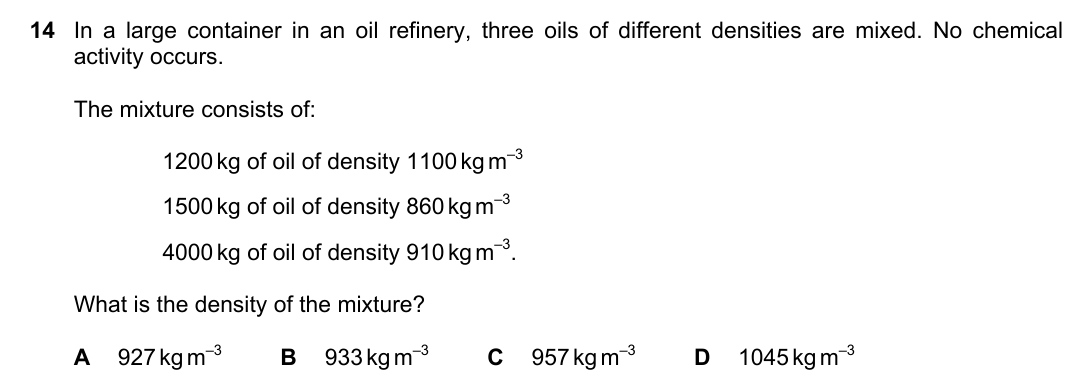 14 In a large container in an oil refinery, three oils of different densities are mixed. No chemical
activity occurs.
The mixture consists of:
1200 kg of oil of density 1100 kg m⁻³
1500 kg of oil of density 860 kg m⁻³
4000 kg of oil of density 910 kg m⁻³.
What is the density of the mixture?
A 927 kg m⁻³ B 933 kg m⁻³ C 957 kg m⁻³ D 1045 kg m⁻³